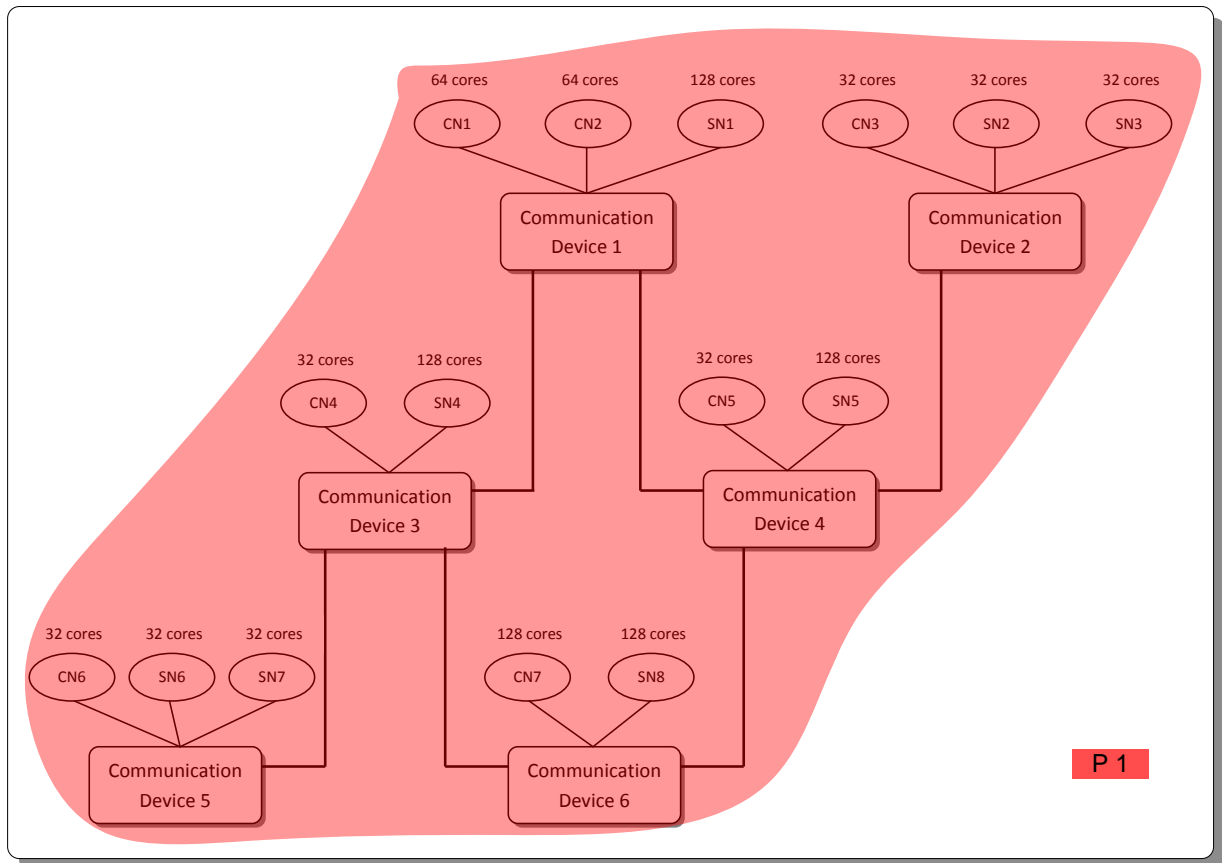 64 cores
64 cores
128 cores
32 cores
32 cores
32 cores
CN1
CN2
SN1
CN3
SN2
SN3
Communication
Device 1
Communication
Device 2
32 cores
128 cores
32 cores
128 cores
CN4
SN4
CN5
SN5
Communication
Device 3
Communication
Device 4
32 cores
32 cores
32 cores
128 cores
128 cores
CN6
SN6
SN7
CN7
SN8
Communication
Device 5
Communication
Device 6
P 1